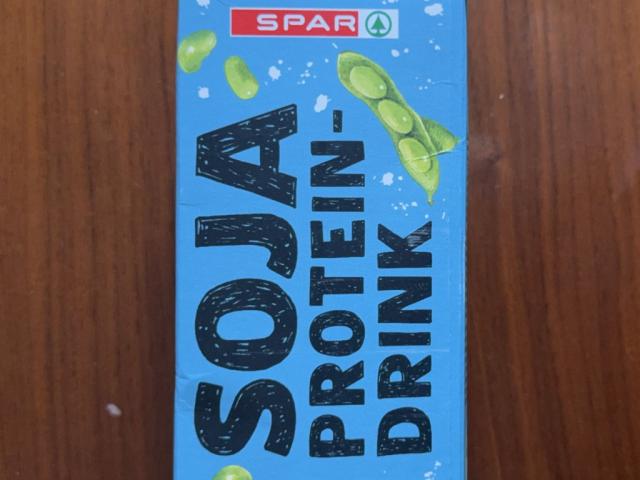 SPAR
SOJA
PROTEIN-
DRINK